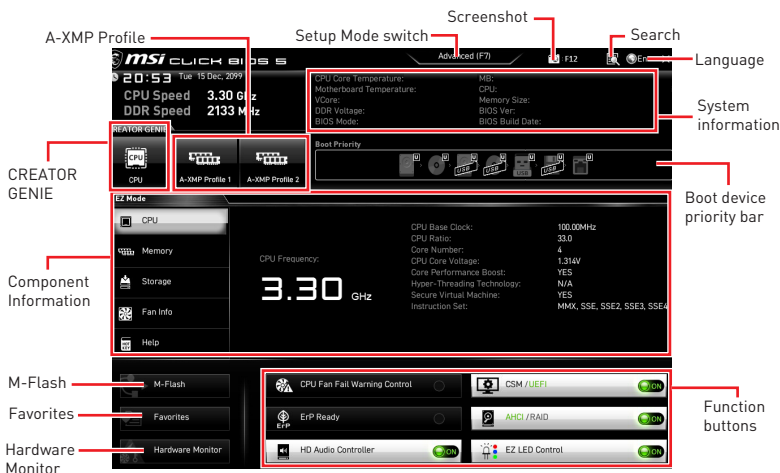 Screenshot
A-XMP Profile
Setup Mode switch
Search
msi CLICK BIOS 5
Advanced (F7)
F12
En
Language
20:53 Tue 15 Dec, 2099
CPU Speed 3.30 GHz
DDR Speed 2133 MHz
CPU Core Temperature:
Motherboard Temperature:
VCore:
DDR Voltage:
BIOS Mode:
MB:
CPU:
Memory Size:
BIOS Ver:
BIOS Build Date:
System
information
CREATOR GENIE
CPU
CPU
A-XMP Profile 1
A-XMP Profile 2
Boot Priority
U
U
USB U
USB U
USB U
USB U
U
CREATOR
GENIE
Boot device
priority bar
EZ Mode
CPU
Memory
Storage
Fan Info
Help
CPU Frequency:
3.30 GHz
CPU Base Clock: 100.00MHz
CPU Ratio: 33.0
Core Number: 4
CPU Core Voltage: 1.314V
Core Performance Boost: YES
Hyper-Threading Technology: N/A
Secure Virtual Machine: YES
Instruction Set: MMX, SSE, SSE2, SSE3, SSE4
Component
Information
M-Flash
Favorites
Hardware
Monitor
M-Flash
Favorites
Hardware Monitor
CPU Fan Fail Warning Control
ErP
ErP Ready
HD Audio Controller ON
CSM /UEFI ON
AHCI /RAID ON
EZ LED Control ON
Function
buttons